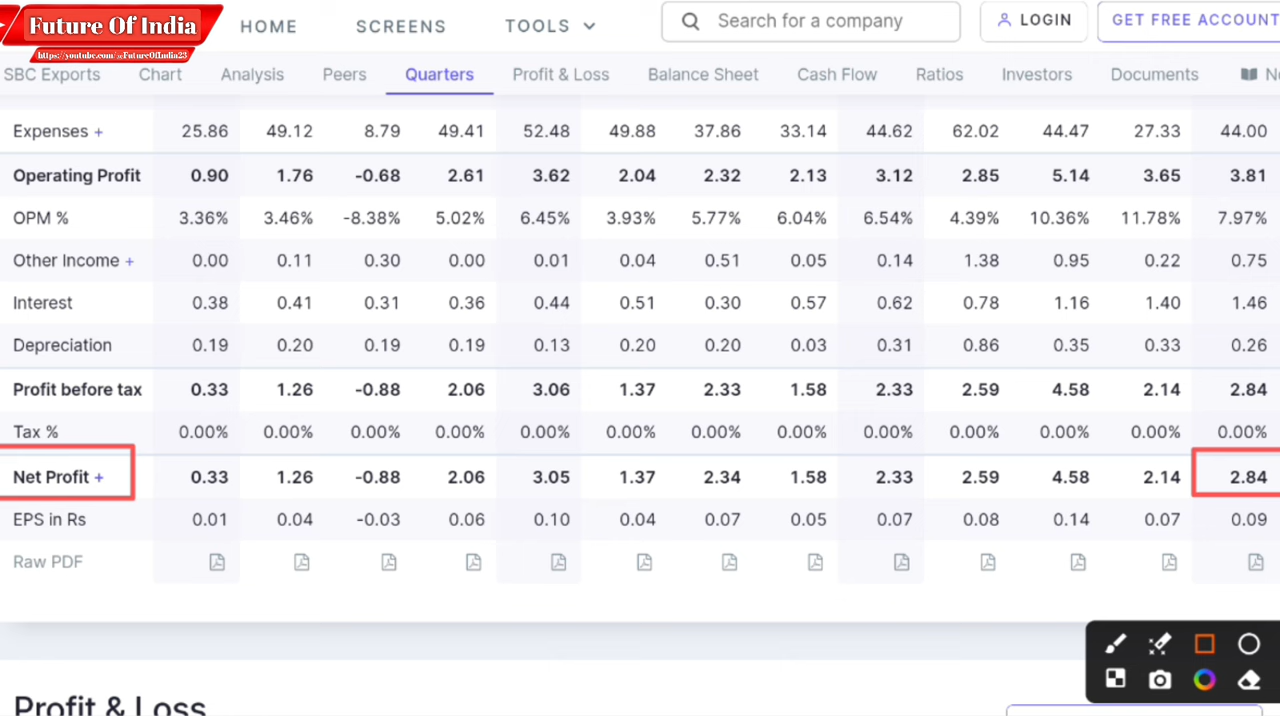 Future Of India
https://youtube.com/@FutureOfIndia23
HOME SCREENS TOOLS Search for a company LOGIN GET FREE ACCOUNT
SBC Exports Chart Analysis Peers Quarters Profit & Loss Balance Sheet Cash Flow Ratios Investors Documents
Expenses + 25.86 49.12 8.79 49.41 52.48 49.88 37.86 33.14 44.62 62.02 44.47 27.33 44.00
Operating Profit 0.90 1.76 -0.68 2.61 3.62 2.04 2.32 2.13 3.12 2.85 5.14 3.65 3.81
OPM % 3.36% 3.46% -8.38% 5.02% 6.45% 3.93% 5.77% 6.04% 6.54% 4.39% 10.36% 11.78% 7.97%
Other Income + 0.00 0.11 0.30 0.00 0.01 0.04 0.51 0.05 0.14 1.38 0.95 0.22 0.75
Interest 0.38 0.41 0.31 0.36 0.44 0.51 0.30 0.57 0.62 0.78 1.16 1.40 1.46
Depreciation 0.19 0.20 0.19 0.19 0.13 0.20 0.20 0.03 0.31 0.86 0.35 0.33 0.26
Profit before tax 0.33 1.26 -0.88 2.06 3.06 1.37 2.33 1.58 2.33 2.59 4.58 2.14 2.84
Tax % 0.00% 0.00% 0.00% 0.00% 0.00% 0.00% 0.00% 0.00% 0.00% 0.00% 0.00% 0.00% 0.00%
Net Profit + 0.33 1.26 -0.88 2.06 3.05 1.37 2.34 1.58 2.33 2.59 4.58 2.14 2.84
EPS in Rs 0.01 0.04 -0.03 0.06 0.10 0.04 0.07 0.05 0.07 0.08 0.14 0.07 0.09
Raw PDF
Profit & Loss